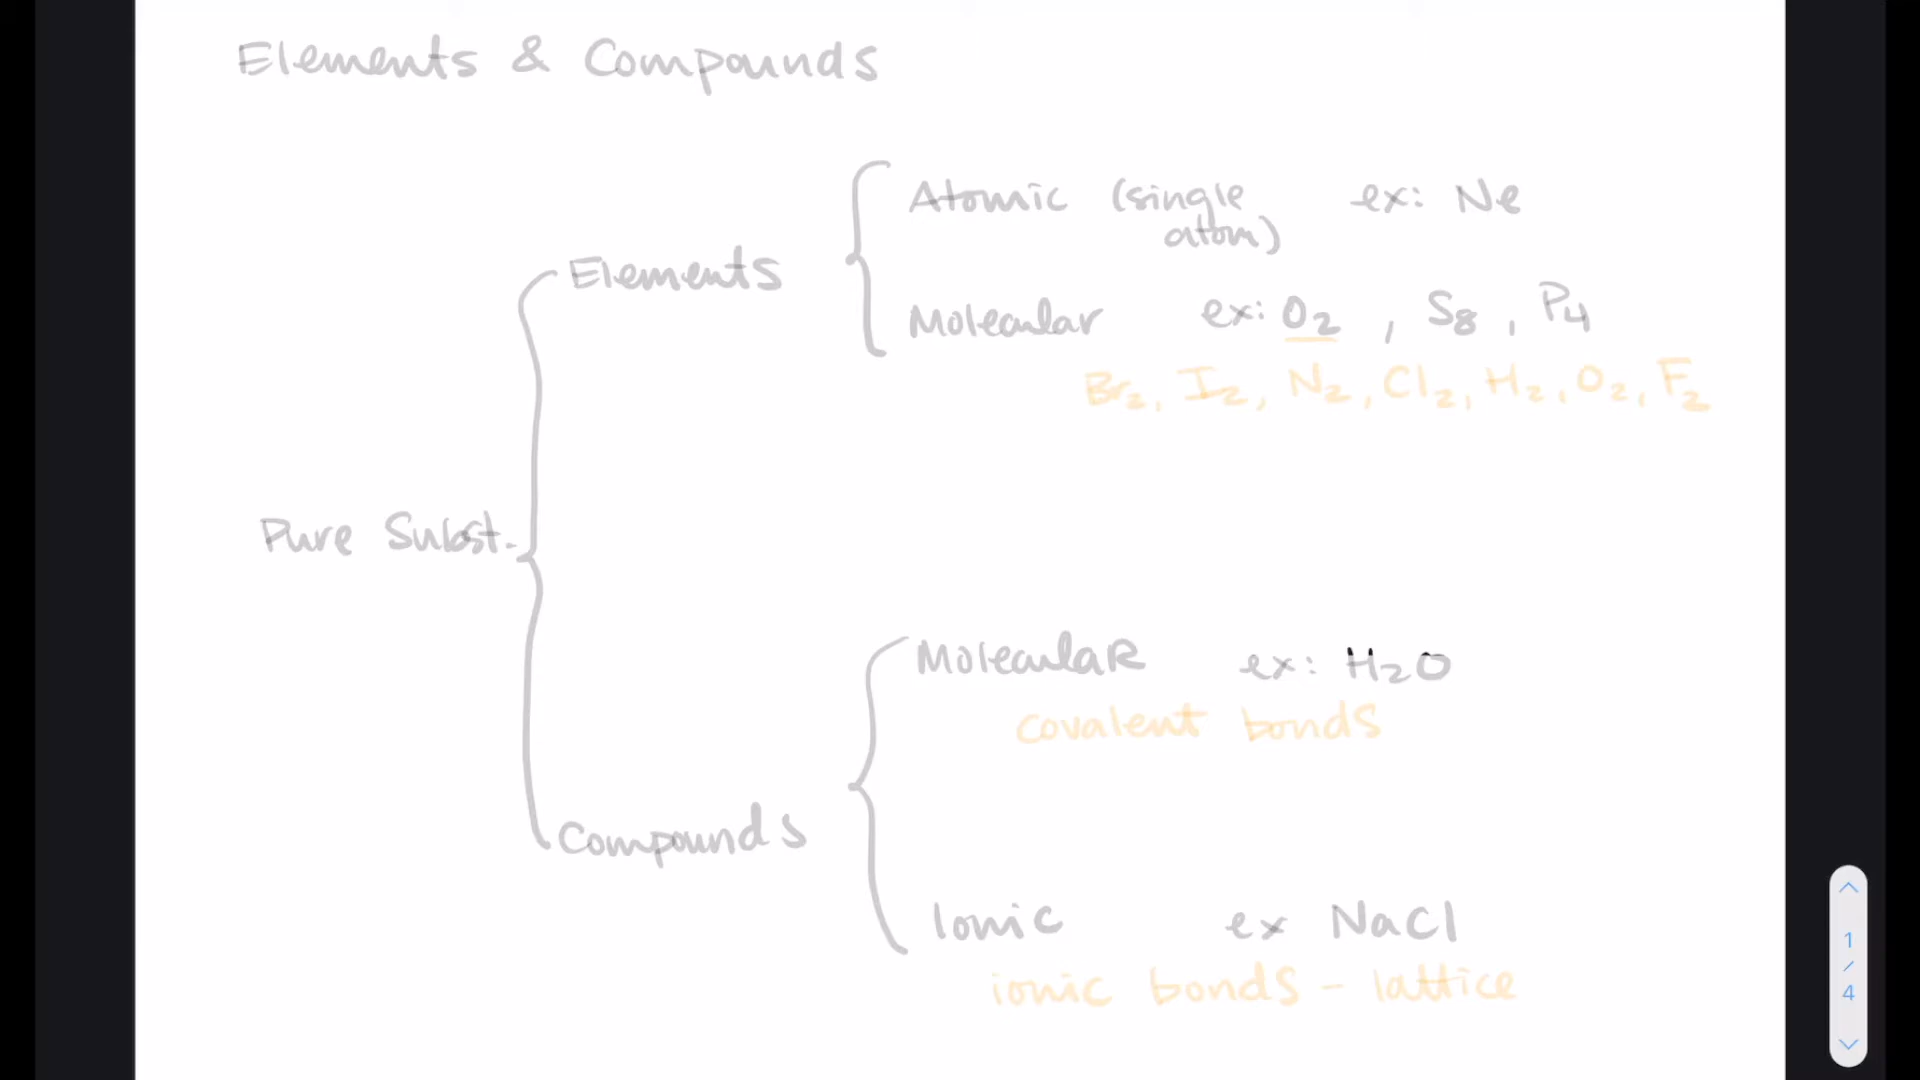 Elements & Compounds
Atomic (single atom) ex: Ne
Elements
Molecular ex: O2, S8, P4
Br2, I2, N2, Cl2, H2, O2, F2
Pure Subst.
Molecular ex: H2O
covalent bonds
Compounds
Ionic ex NaCl
ionic bonds - lattice
1
/
4